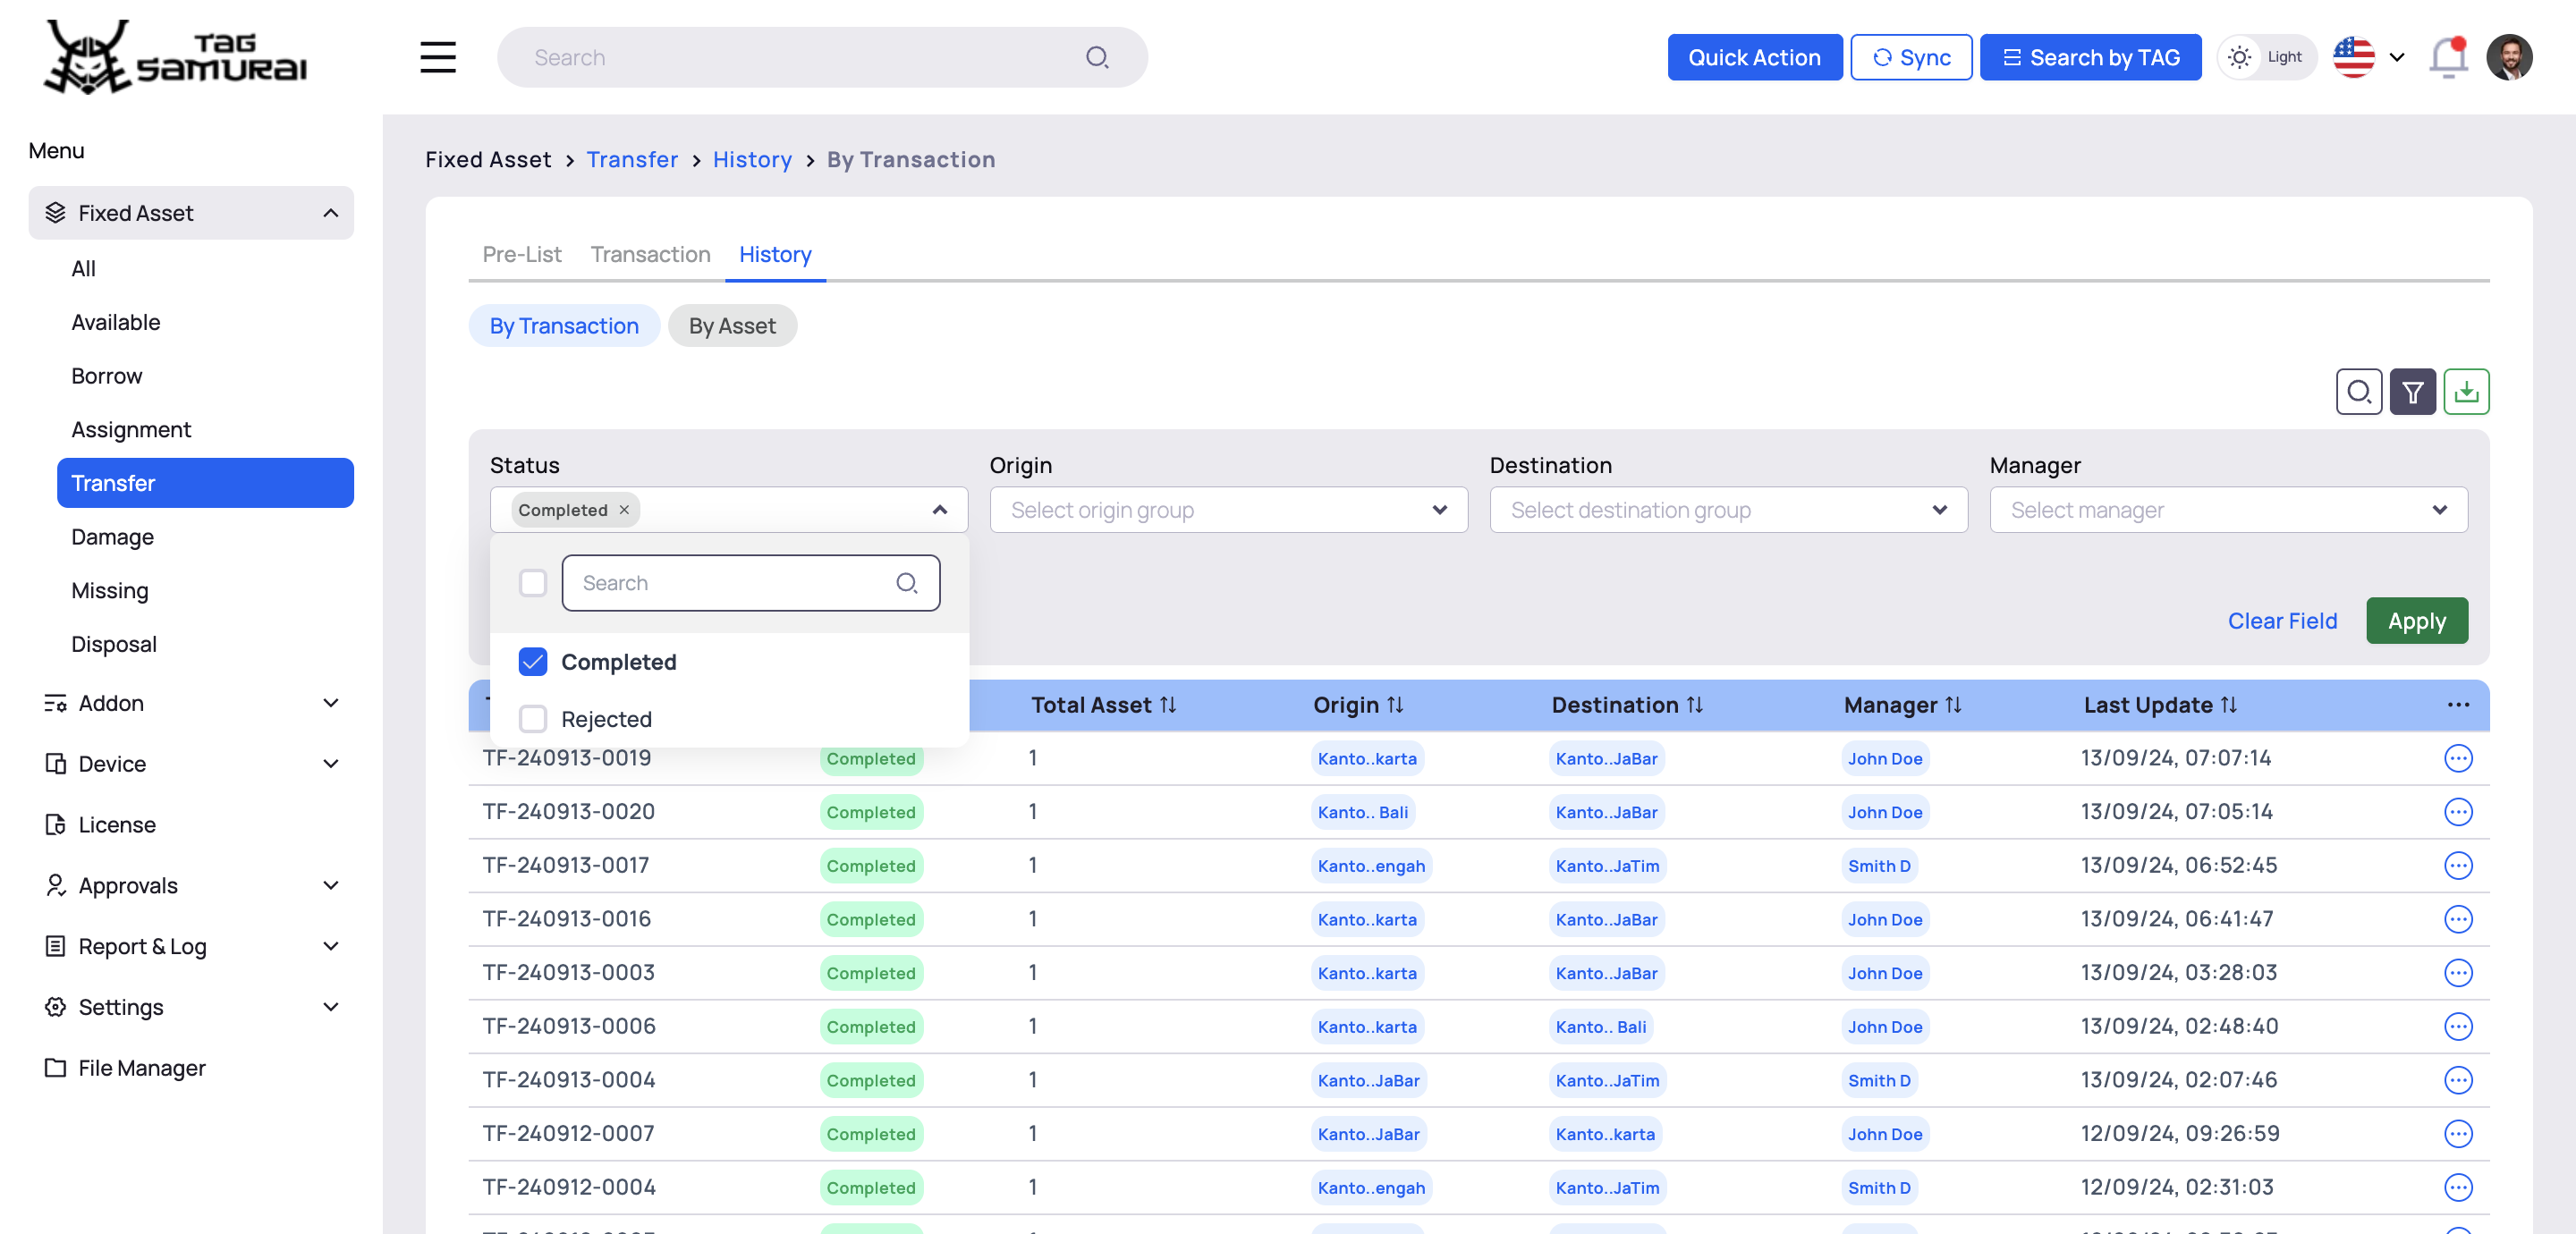 TAG
SAMURAI
Search
Quick Action
Sync
Search by TAG
Light
Menu
Fixed Asset
All
Available
Borrow
Assignment
Transfer
Damage
Missing
Disposal
Addon
Device
License
Approvals
Report & Log
Settings
File Manager
Fixed Asset > Transfer > History > By Transaction
Pre-List Transaction History
By Transaction By Asset
Status Origin Destination Manager
Completed × Select origin group Select destination group Select manager
Search
Completed
Rejected
Clear Field Apply
Total Asset Origin Destination Manager Last Update ...
TF-240913-0019 Completed 1 Kanto..karta Kanto..JaBar John Doe 13/09/24, 07:07:14
TF-240913-0020 Completed 1 Kanto.. Bali Kanto..JaBar John Doe 13/09/24, 07:05:14
TF-240913-0017 Completed 1 Kanto..engah Kanto..JaTim Smith D 13/09/24, 06:52:45
TF-240913-0016 Completed 1 Kanto..karta Kanto..JaBar John Doe 13/09/24, 06:41:47
TF-240913-0003 Completed 1 Kanto..karta Kanto..JaBar John Doe 13/09/24, 03:28:03
TF-240913-0006 Completed 1 Kanto..karta Kanto.. Bali John Doe 13/09/24, 02:48:40
TF-240913-0004 Completed 1 Kanto..JaBar Kanto..JaTim Smith D 13/09/24, 02:07:46
TF-240912-0007 Completed 1 Kanto..JaBar Kanto..karta John Doe 12/09/24, 09:26:59
TF-240912-0004 Completed 1 Kanto..engah Kanto..JaTim Smith D 12/09/24, 02:31:03